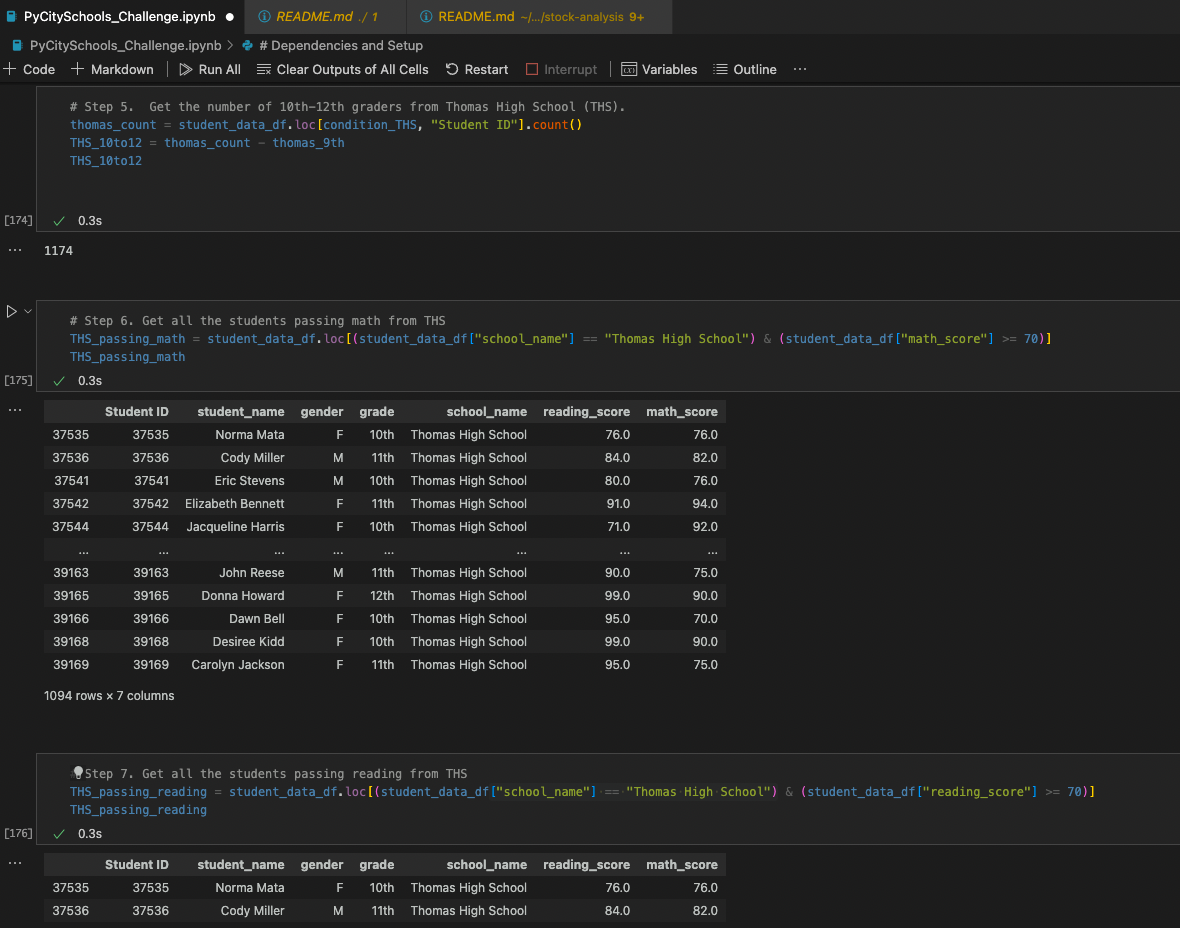 PyCitySchools_Challenge.ipynb ● README.md ./ 1 README.md ~/.../stock-analysis 9+
PyCitySchools_Challenge.ipynb > # Dependencies and Setup
+ Code + Markdown Run All Clear Outputs of All Cells Restart Interrupt Variables Outline ...
# Step 5.  Get the number of 10th-12th graders from Thomas High School (THS).
thomas_count = student_data_df.loc[condition_THS, "Student ID"].count()
THS_10to12 = thomas_count - thomas_9th
THS_10to12
[174] ✓ 0.3s
... 1174
# Step 6. Get all the students passing math from THS
THS_passing_math = student_data_df.loc[(student_data_df["school_name"] == "Thomas High School") & (student_data_df["math_score"] >= 70)]
THS_passing_math
[175] ✓ 0.3s
...
Student ID student_name gender grade school_name reading_score math_score
37535 37535 Norma Mata F 10th Thomas High School 76.0 76.0
37536 37536 Cody Miller M 11th Thomas High School 84.0 82.0
37541 37541 Eric Stevens M 10th Thomas High School 80.0 76.0
37542 37542 Elizabeth Bennett F 11th Thomas High School 91.0 94.0
37544 37544 Jacqueline Harris F 10th Thomas High School 71.0 92.0
... ... ... ... ... ... ... ...
39163 39163 John Reese M 11th Thomas High School 90.0 75.0
39165 39165 Donna Howard F 12th Thomas High School 99.0 90.0
39166 39166 Dawn Bell F 10th Thomas High School 95.0 70.0
39168 39168 Desiree Kidd F 10th Thomas High School 99.0 90.0
39169 39169 Carolyn Jackson F 11th Thomas High School 95.0 75.0
1094 rows × 7 columns
Step 7. Get all the students passing reading from THS
THS_passing_reading = student_data_df.loc[(student_data_df["school_name"] == "Thomas High School") & (student_data_df["reading_score"] >= 70)]
THS_passing_reading
[176] ✓ 0.3s
...
Student ID student_name gender grade school_name reading_score math_score
37535 37535 Norma Mata F 10th Thomas High School 76.0 76.0
37536 37536 Cody Miller M 11th Thomas High School 84.0 82.0